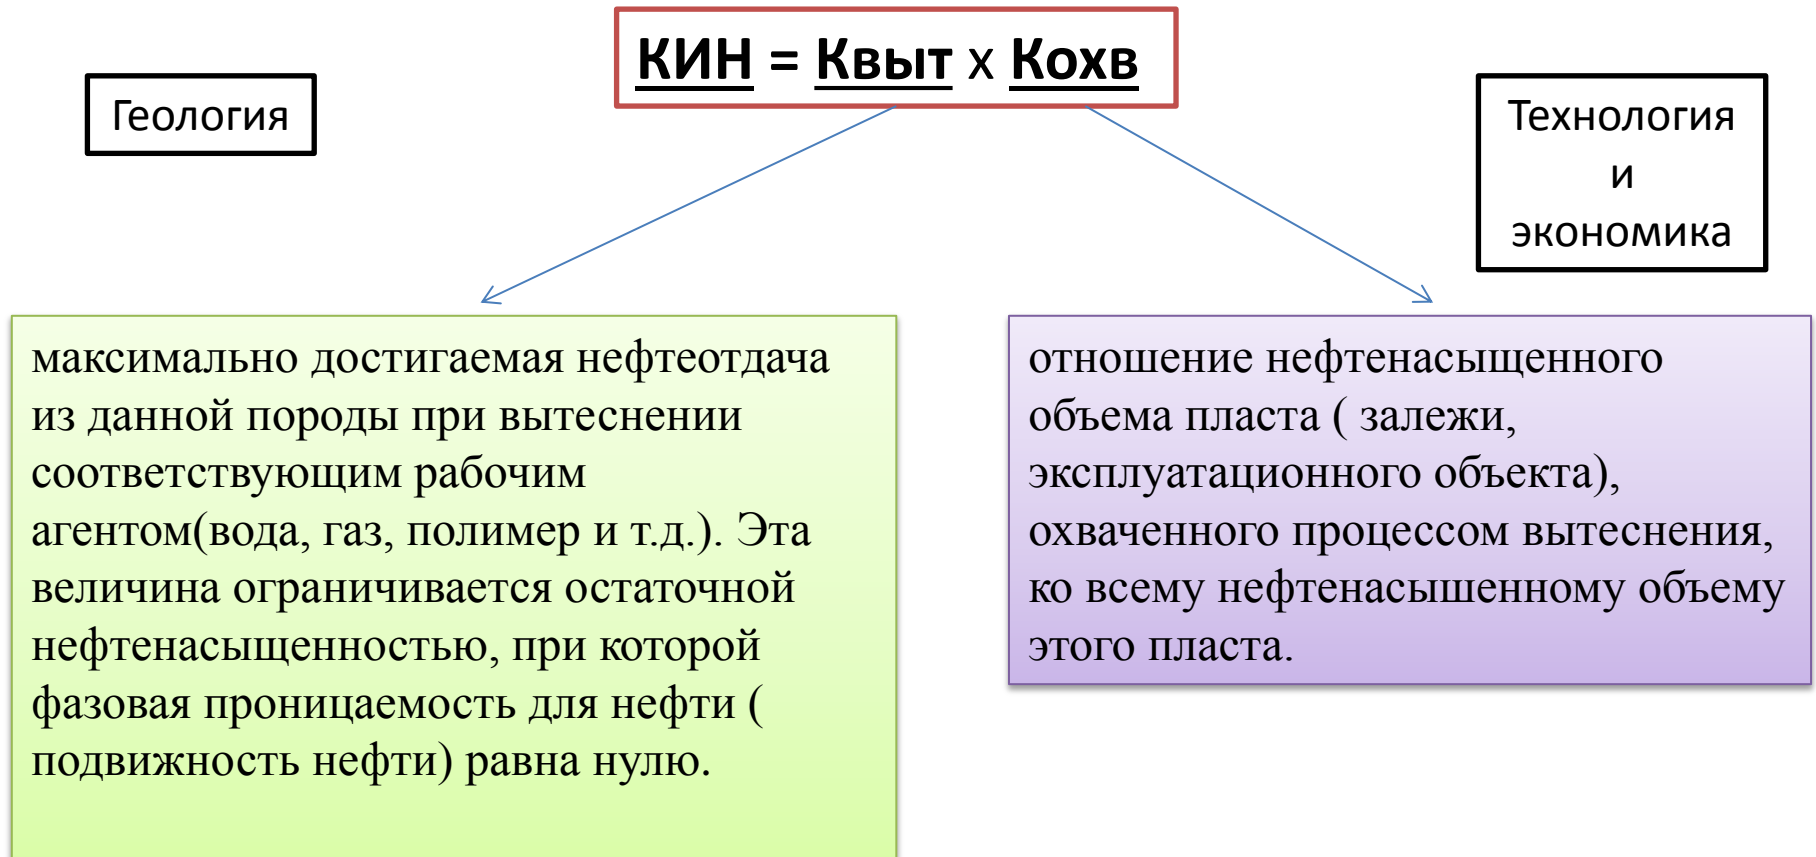 КИН = Квыт х Кохв
Геология
Технология
и
экономика
максимально достигаемая нефтеотдача
из данной породы при вытеснении
соответствующим рабочим
агентом(вода, газ, полимер и т.д.). Эта
величина ограничивается остаточной
нефтенасыщенностью, при которой
фазовая проницаемость для нефти (
подвижность нефти) равна нулю.
отношение нефтенасыщенного
объема пласта ( залежи,
эксплуатационного объекта),
охваченного процессом вытеснения,
ко всему нефтенасышенному объему
этого пласта.